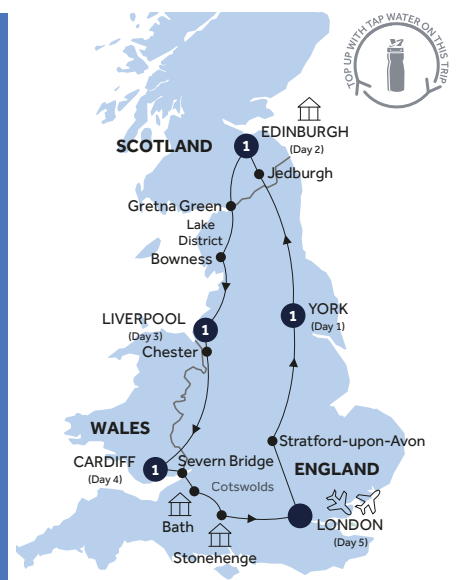 TOP UP WITH TAP WATER ON THIS TRIP
EDINBURGH
(Day 2)
SCOTLAND
1
Jedburgh
Gretna Green
Lake
District
Bowness
LIVERPOOL
(Day 3)
1
Chester
1
YORK
(Day 1)
WALES
CARDIFF
(Day 4)
1
Severn Bridge
Stratford-upon-Avon
ENGLAND
Cotswolds
Bath
Stonehenge
LONDON
(Day 5)